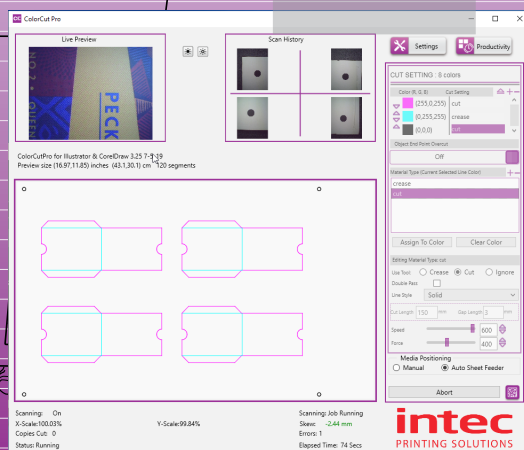 CC ColorCut Pro
Live Preview
NO 2 • QUEEN
PECK
Scan History
Settings
Productivity
CUT SETTING : 8 colors
Color (R, G, B) Cut Setting
(255,0,255) cut
(0,255,255) crease
(0,0,0) cut
Object End Point Overcut
Off
Material Type (Current Selected Line Color)
crease
cut
Assign To Color Clear Color
Editing Material Type: cut
Use Tool: Crease Cut Ignore
Double Pass
Line Style Solid
Cut Length 150 mm Gap Length 2 mm
Speed 600
Force 400
Media Positioning
Manual Auto Sheet Feeder
Abort
ColorCutPro for Illustrator & CorelDraw 3.25 7-5-19
Preview size (16.97,11.85) inches (43.1,30.1) cm 120 segments
Scanning: On
X-Scale:100.03% Y-Scale:99.84%
Copies Cut: 0
Status: Running
Scanning: Job Running
Skew: -2.44 mm
Errors: 1
Elapsed Time: 74 Secs
intec
PRINTING SOLUTIONS